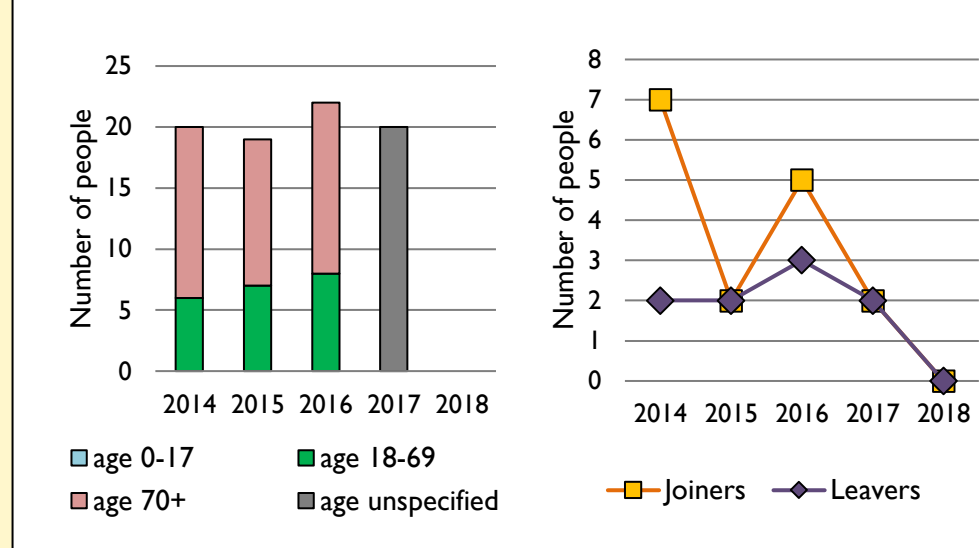 Number of people
25
20
15
10
5
0
2014 2015 2016 2017 2018
age 0-17 age 18-69
age 70+ age unspecified
Number of people
8
7
6
5
4
3
2
1
0
2014 2015 2016 2017 2018
Joiners Leavers